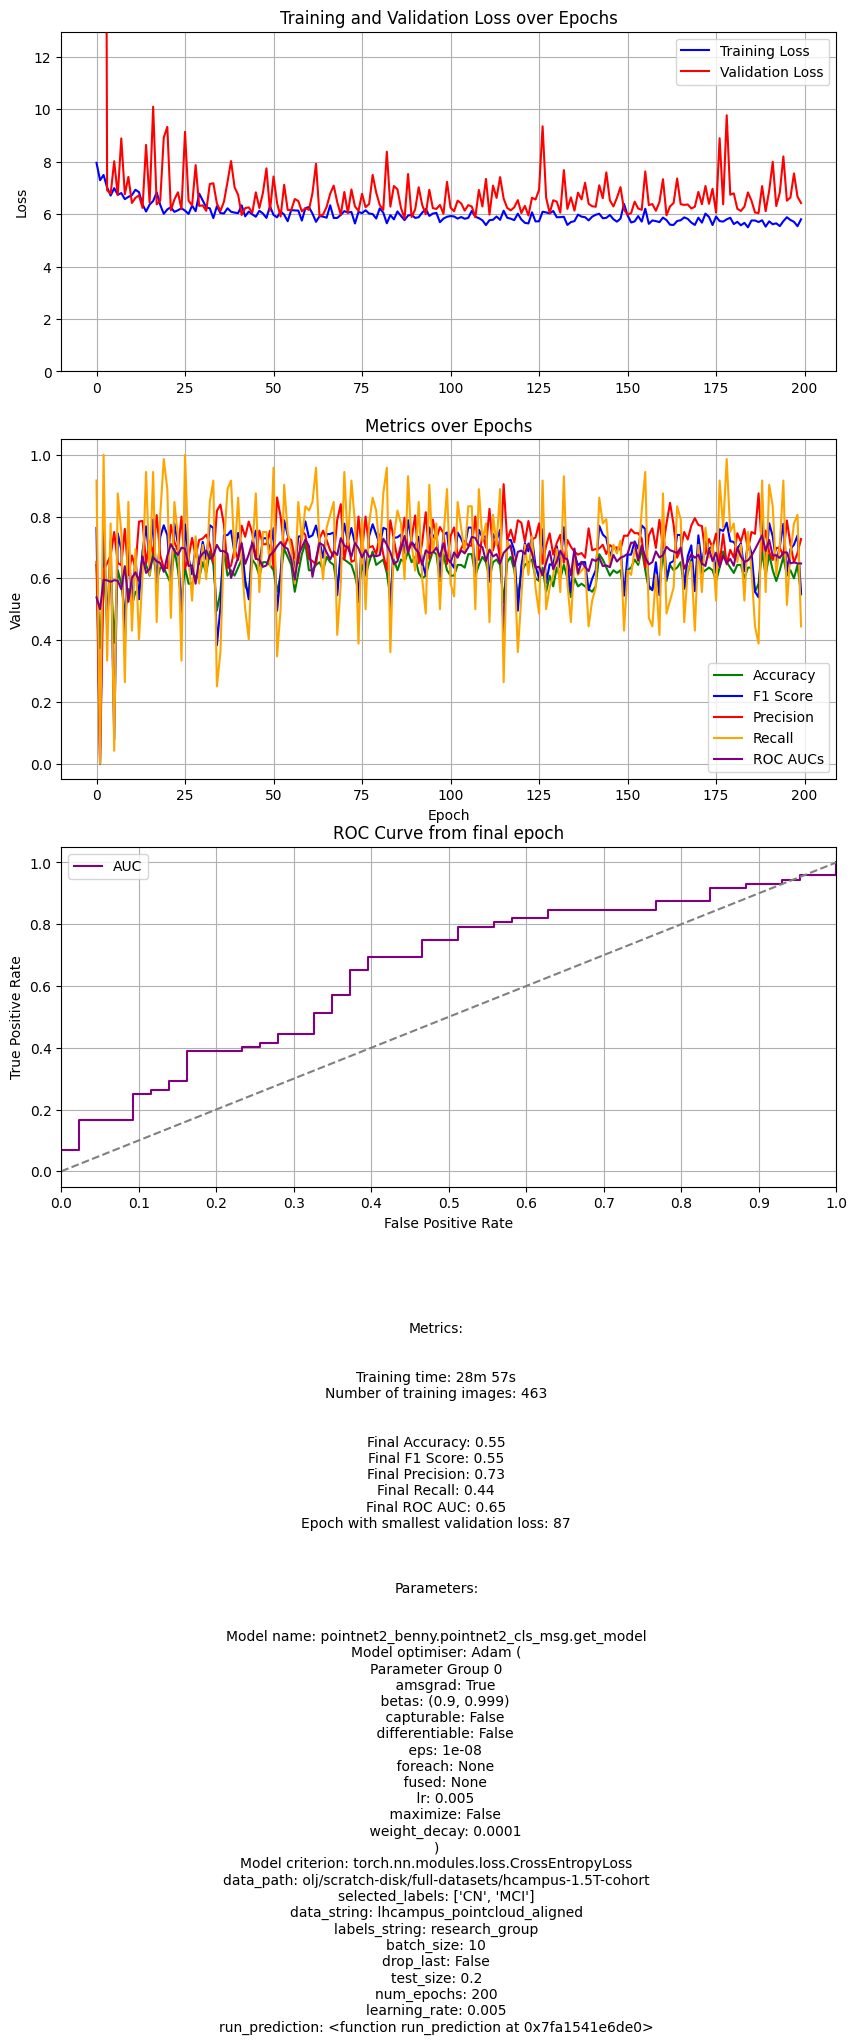 Training and Validation Loss over Epochs
Training Loss
Validation Loss
Loss
12
10
8
6
4
2
0
0 25 50 75 100 125 150 175 200
Metrics over Epochs
Value
1.0
0.8
0.6
0.4
0.2
0.0
Accuracy
F1 Score
Precision
Recall
ROC AUCs
0 25 50 75 100 125 150 175 200
Epoch
ROC Curve from final epoch
AUC
True Positive Rate
1.0
0.8
0.6
0.4
0.2
0.0
0.0 0.1 0.2 0.3 0.4 0.5 0.6 0.7 0.8 0.9 1.0
False Positive Rate
Metrics:
Training time: 28m 57s
Number of training images: 463
Final Accuracy: 0.55
Final F1 Score: 0.55
Final Precision: 0.73
Final Recall: 0.44
Final ROC AUC: 0.65
Epoch with smallest validation loss: 87
Parameters:
Model name: pointnet2_benny.pointnet2_cls_msg.get_model
Model optimiser: Adam (
Parameter Group 0
amsgrad: True
betas: (0.9, 0.999)
capturable: False
differentiable: False
eps: 1e-08
foreach: None
fused: None
lr: 0.005
maximize: False
weight_decay: 0.0001
)
Model criterion: torch.nn.modules.loss.CrossEntropyLoss
data_path: olj/scratch-disk/full-datasets/hcampus-1.5T-cohort
selected_labels: ['CN', 'MCI']
data_string: lhcampus_pointcloud_aligned
labels_string: research_group
batch_size: 10
drop_last: False
test_size: 0.2
num_epochs: 200
learning_rate: 0.005
run_prediction: <function run_prediction at 0x7fa1541e6de0>